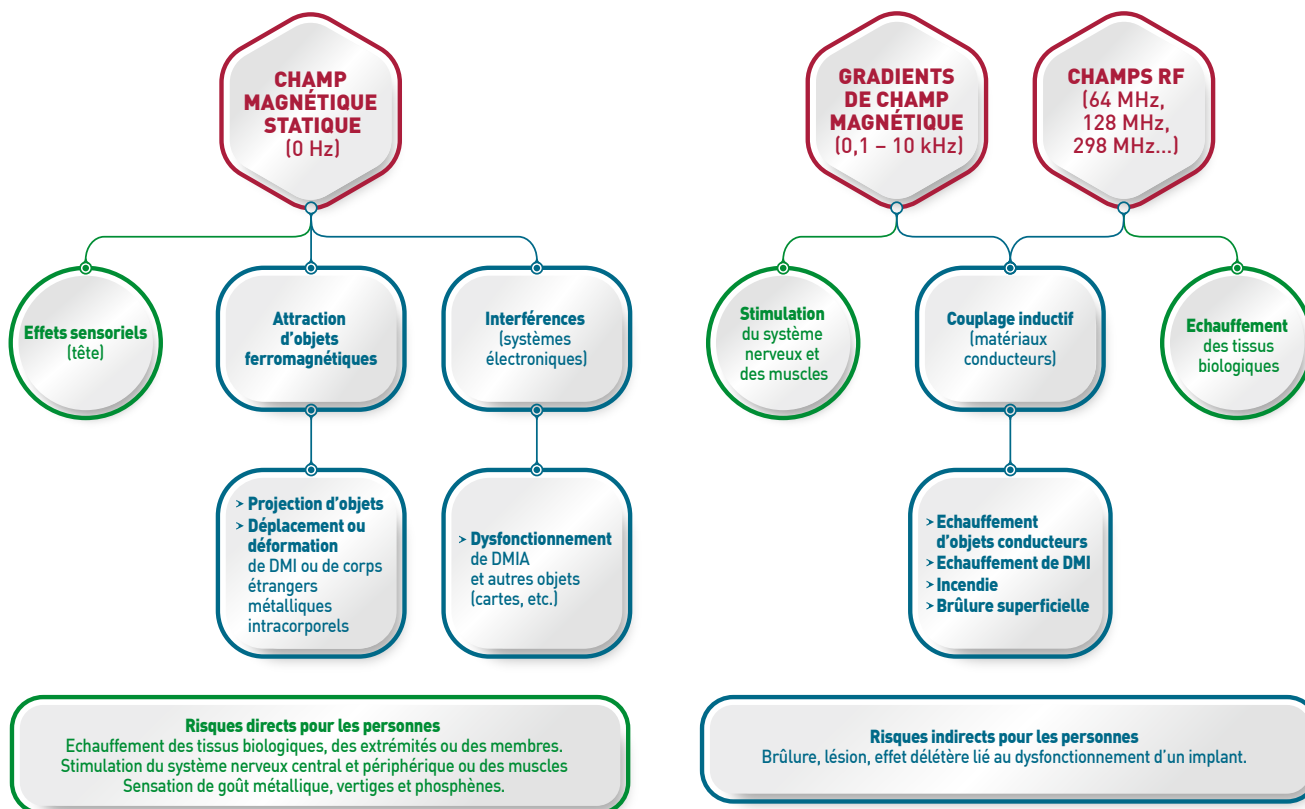 CHAMP
MAGNÉTIQUE
STATIQUE
(0 Hz)
GRADIENTS
DE CHAMP
MAGNÉTIQUE
(0,1 – 10 kHz)
CHAMPS RF
(64 MHz,
128 MHz,
298 MHz...)
Effets sensoriels
(tête)
Attraction
d'objets
ferromagnétiques
Interférences
(systèmes
électroniques)
Stimulation
du système
nerveux et
des muscles
Couplage inductif
(matériaux
conducteurs)
Echauffement
des tissus
biologiques
> Projection d'objets
> Déplacement ou
déformation
de DMI ou de corps
étrangers
métalliques
intracorporels
> Dysfonctionnement
de DMIA
et autres objets
(cartes, etc.)
> Echauffement
d'objets conducteurs
> Echauffement de DMI
> Incendie
> Brûlure superficielle
Risques directs pour les personnes
Echauffement des tissus biologiques, des extrémités ou des membres.
Stimulation du système nerveux central et périphérique ou des muscles
Sensation de goût métallique, vertiges et phosphènes.
Risques indirects pour les personnes
Brûlure, lésion, effet délétère lié au dysfonctionnement d'un implant.